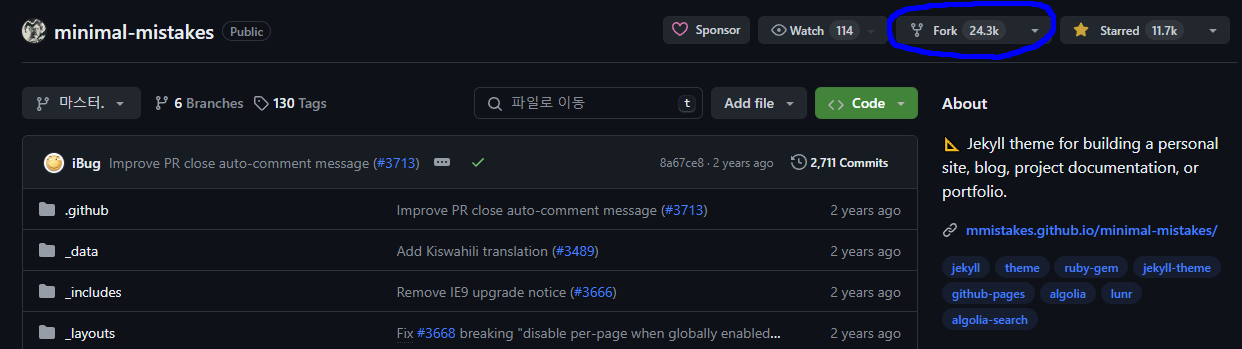 minimal-mistakes Public Sponsor Watch 114 Fork 24.3k Starred 11.7k
마스터. 6 Branches 130 Tags 파일로 이동 t Add file Code
About
iBug Improve PR close auto-comment message (#3713) 8a67ce8 · 2 years ago 2,711 Commits
📐 Jekyll theme for building a personal
site, blog, project documentation, or
portfolio.
.github Improve PR close auto-comment message (#3713) 2 years ago
mmistakes.github.io/minimal-mistakes/
_data Add Kiswahili translation (#3489) 2 years ago
jekyll theme ruby-gem jekyll-theme
_includes Remove IE9 upgrade notice (#3666) 2 years ago
github-pages algolia lunr
algolia-search
_layouts Fix #3668 breaking "disable per-page when globally enabled... 2 years ago